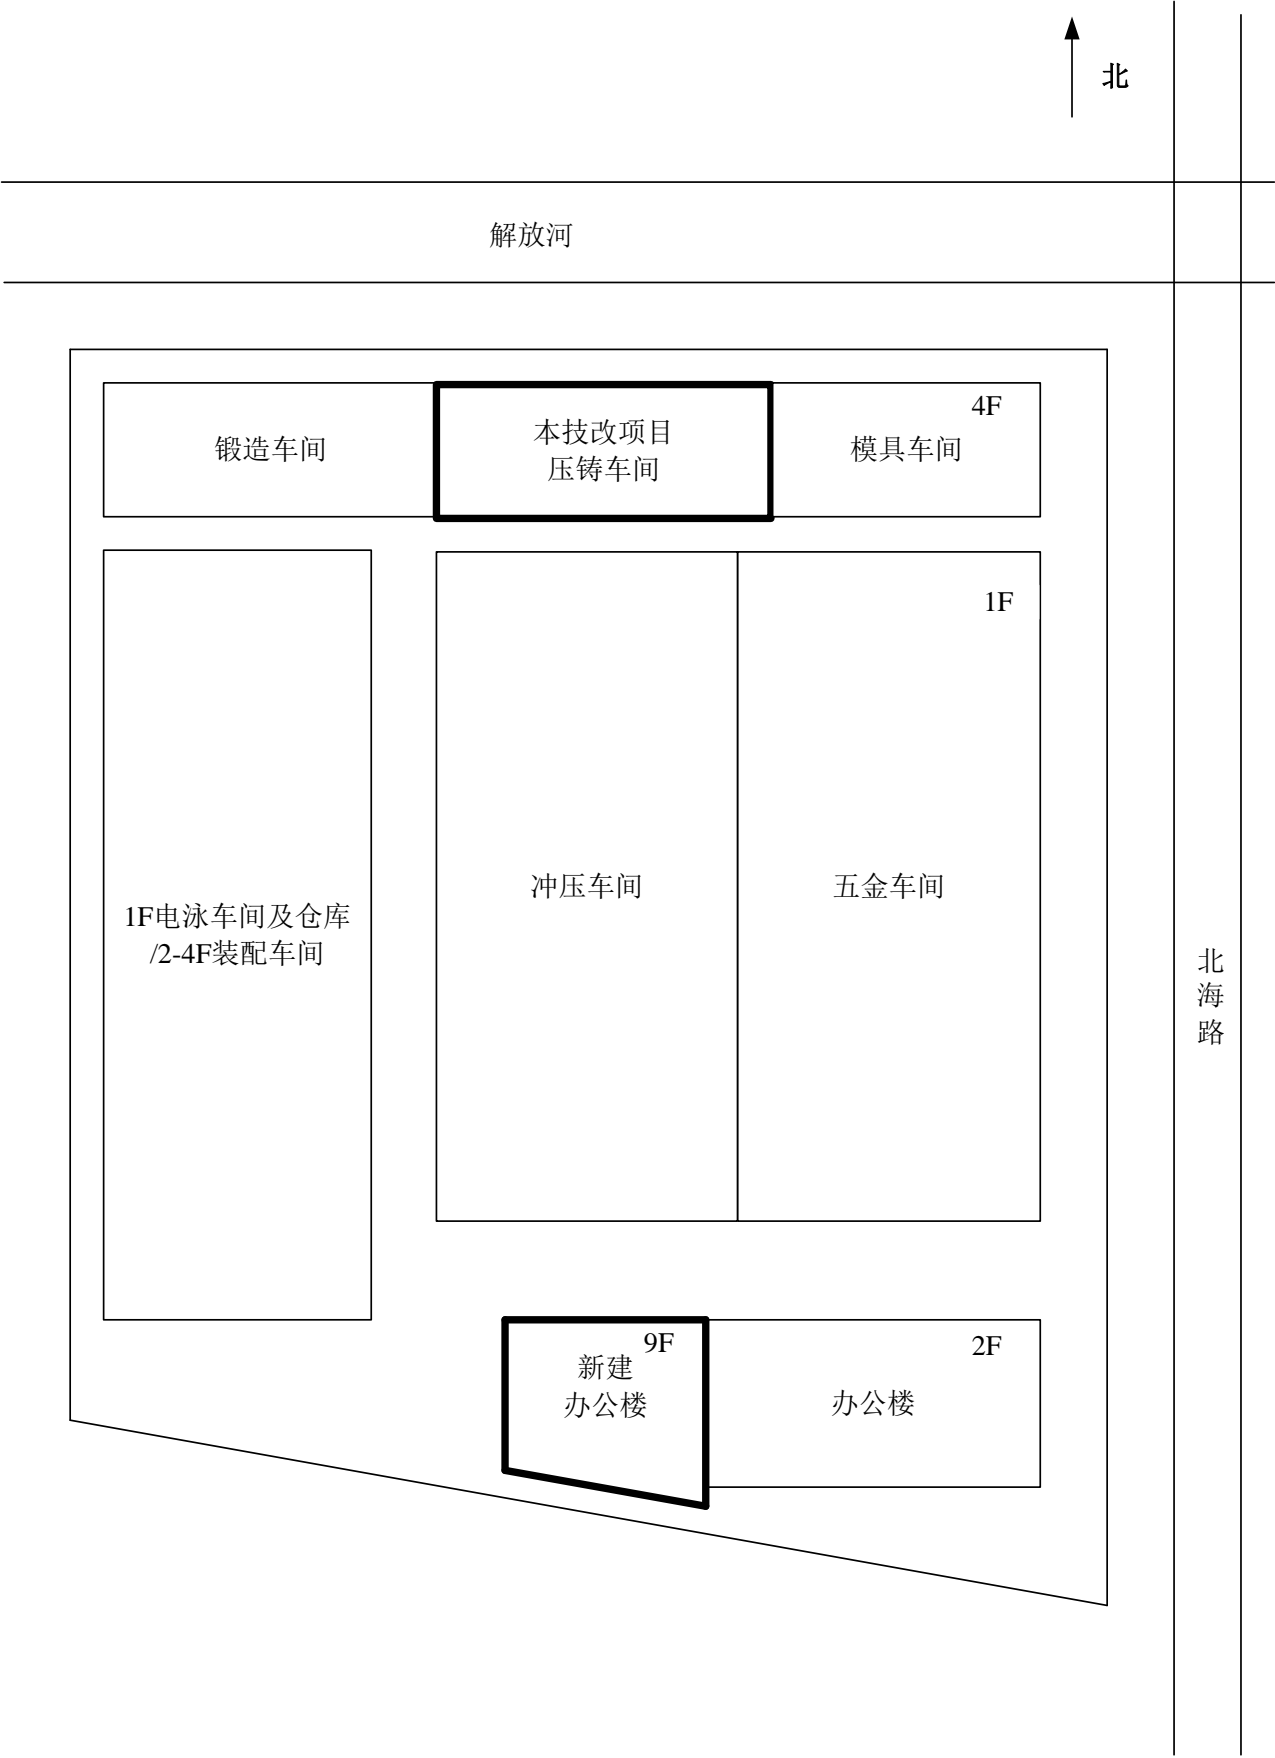 北
解放河
锻造车间
本技改项目
压铸车间
4F
模具车间
1F
冲压车间
五金车间
1F电泳车间及仓库
/2-4F装配车间
北
海
路
9F
新建
办公楼
2F
办公楼